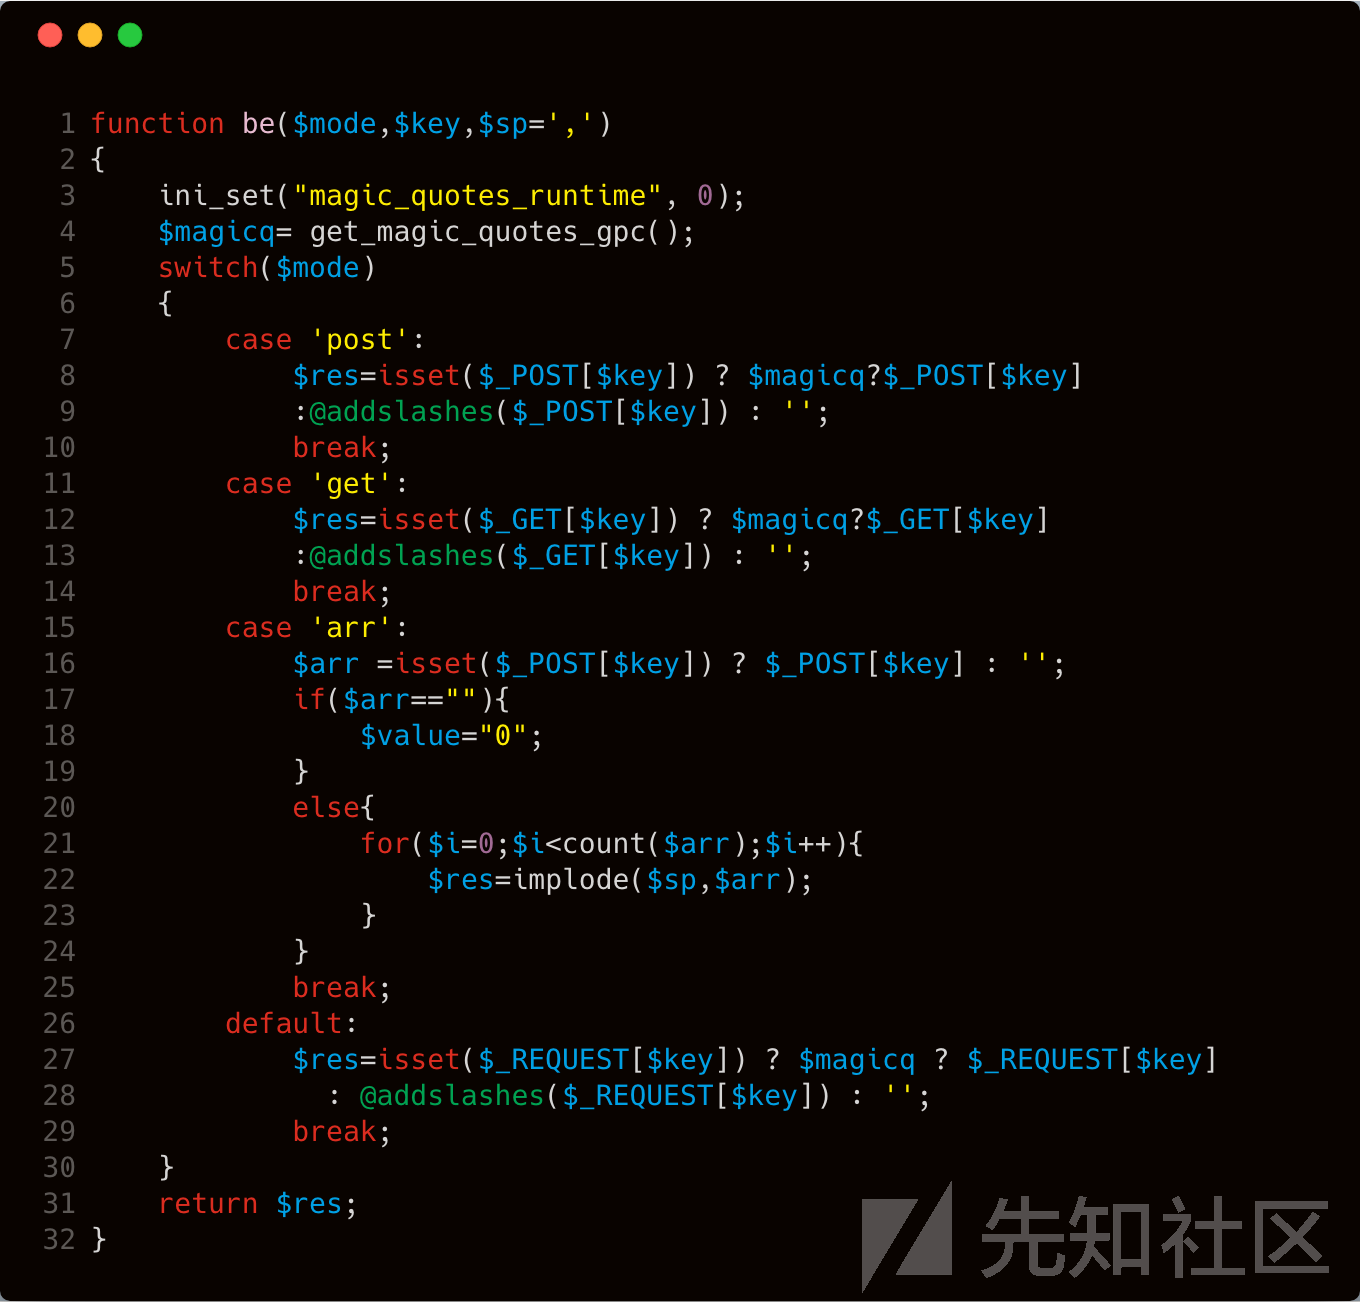 1 function be($mode,$key,$sp=',')
2 {
3     ini_set("magic_quotes_runtime", 0);
4     $magicq= get_magic_quotes_gpc();
5     switch($mode)
6     {
7         case 'post':
8             $res=isset($_POST[$key]) ? $magicq?$_POST[$key]
9             :@addslashes($_POST[$key]) : '';
10             break;
11         case 'get':
12             $res=isset($_GET[$key]) ? $magicq?$_GET[$key]
13             :@addslashes($_GET[$key]) : '';
14             break;
15         case 'arr':
16             $arr =isset($_POST[$key]) ? $_POST[$key] : '';
17             if($arr==""){
18                 $value="0";
19             }
20             else{
21                 for($i=0;$i<count($arr);$i++){
22                     $res=implode($sp,$arr);
23                 }
24             }
25             break;
26         default:
27             $res=isset($_REQUEST[$key]) ? $magicq ? $_REQUEST[$key]
28               : @addslashes($_REQUEST[$key]) : '';
29             break;
30     }
31     return $res;
32 }
先知社区